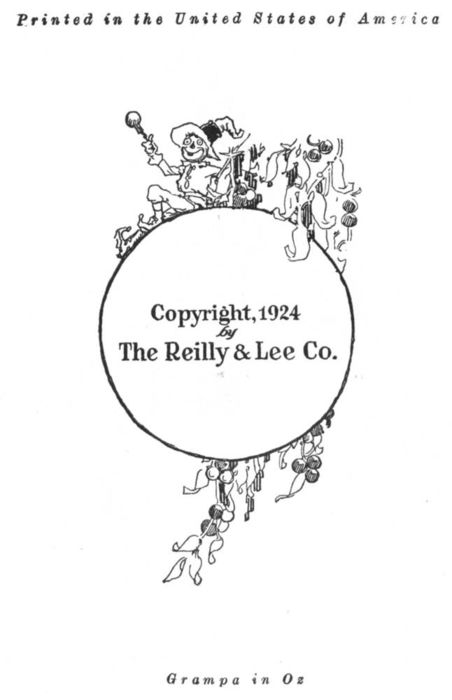 Printed in the United States of America
Copyright, 1924
by
The Reilly & Lee Co.
Grampa in Oz